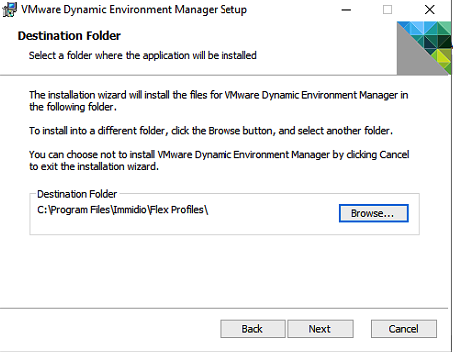 VMware Dynamic Environment Manager Setup
Destination Folder
Select a folder where the application will be installed
The installation wizard will install the files for VMware Dynamic Environment Manager in
the following folder.
To install into a different folder, click the Browse button, and select another folder.
You can choose not to install VMware Dynamic Environment Manager by clicking Cancel
to exit the installation wizard.
Destination Folder
C:\Program Files\Immidio\Flex Profiles\
Browse...
Back
Next
Cancel